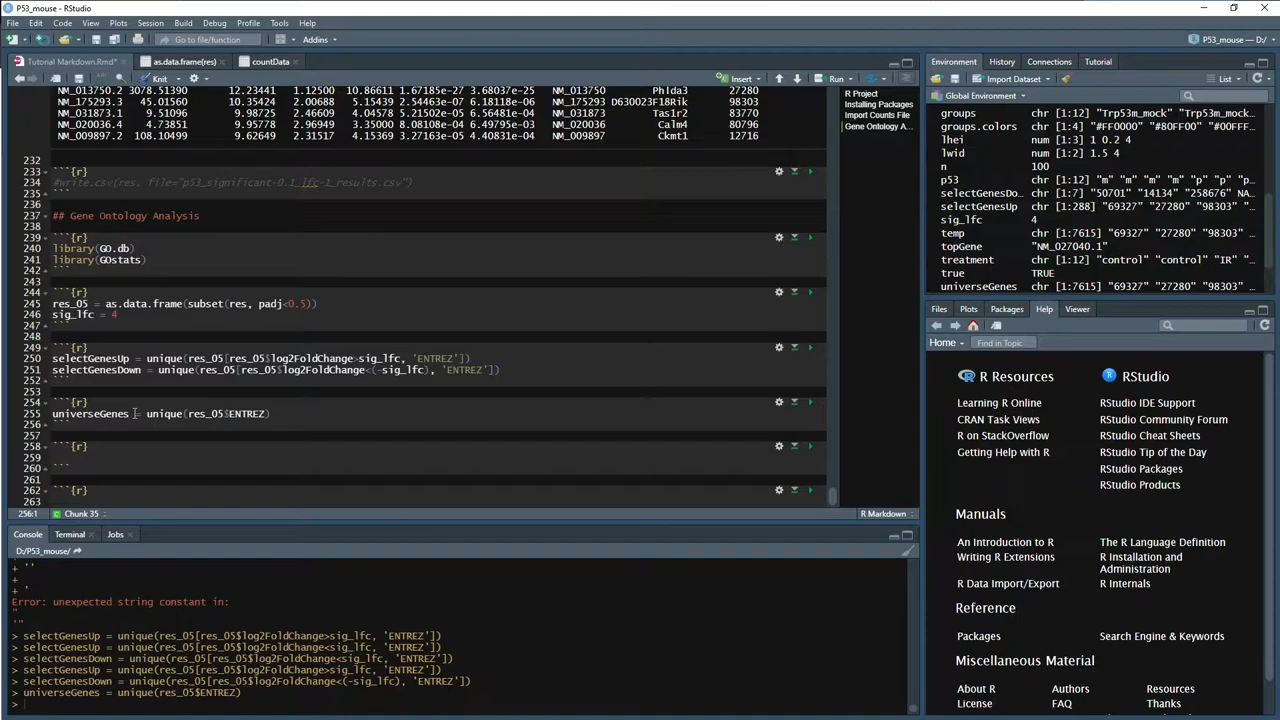 P53_mouse - RStudio
File Edit Code View Plots Session Build Debug Profile Tools Help
Go to file/function Addins P53_mouse — D:/
Tutorial Markdown.Rmd* as.data.frame(res) countData
Knit Insert Run
NM_013750.2 3078.51390 12.23441 1.12500 10.61 3.68037e-25 NM_013750 Phlda3 27280
NM_175293.3 45.01560 10.35424 2.00688 5.15439 2.54463e-07 6.18118e-06 NM_175293 D630023F18Rik 98303
NM_031873.1 9.98725 2.46609 4.04578 NM_031873 Tas1r2 83770
NM_020036.4 4.73851 9.95778 2.96949 3.35000 8.08108e-04 6.49795e-03 NM_020036 Calm4 80796
NM_009897.2 108.10499 9.62642 2.31517 4.15369 4.40831e-04 NM_009897 Ckmt1 12716
232
233 ```{r}
234 #write.csv(res, file="p53_significant-0.1_lfc-1_results.csv")
235 ```
236
237 ## Gene Ontology Analysis
238
239 ```{r}
240 library(GO.db)
241 library(GOstats)
242 ```
243
244 ```{r}
245 res_05 = as.data.frame(subset(res, padj<0.5))
246 sig_lfc = 4
247 ```
248
249 ```{r}
250 selectGenesUp = unique(res_05[res_05$log2FoldChange>sig_lfc, 'ENTREZ'])
251 selectGenesDown = unique(res_05[res_05$log2FoldChange<(-sig_lfc), 'ENTREZ'])
252 ```
253
254 ```{r}
255 universeGenes = unique(res_05$ENTREZ)
256 ```
257
258 ```{r}
259
260 ```
261
262 ```{r}
263
256:1 Chunk 35 R Markdown
R Project
Installing Packages
Import Counts File
Gene Ontology A...
Console Terminal Jobs
D:/P53_mouse/
+ ''
+
+ '
Error: unexpected string constant in:
"
'"
> selectGenesUp = unique(res_05[res_05$log2FoldChange>sig_lfc, 'ENTREZ'])
> selectGenesUp = unique(res_05[res_05$log2FoldChange<sig_lfc, 'ENTREZ'])
> selectGenesDown = unique(res_05[res_05$log2FoldChange<sig_lfc, 'ENTREZ'])
> selectGenesUp = unique(res_05[res_05$log2FoldChange>sig_lfc, 'ENTREZ'])
> selectGenesDown = unique(res_05[res_05$log2FoldChange<(-sig_lfc), 'ENTREZ'])
> universeGenes = unique(res_05$ENTREZ)
>
Environment History Connections Tutorial
Import Dataset List
Global Environment
groups chr [1:12] "Trp53m_mock" "Trp53m_mock…
groups.colors chr [1:4] "#FF0000" "#80FF00" "#00FFF…
lhei num [1:3] 1 0.2 4
lwid num [1:2] 1.5 4
n 100
p53 chr [1:12] "m" "m" "m" "m" "p" "p" "p…
selectGenesDo… chr [1:7] "50701" "14134" "258676" NA…
selectGenesUp chr [1:288] "69327" "27280" "98303" …
sig_lfc 4
temp chr [1:7615] "69327" "27280" "98303" …
topGene "NM_027040.1"
treatment chr [1:12] "control" "control" "IR" "…
true TRUE
universeGenes chr [1:7615] "69327" "27280" "98303" …
Files Plots Packages Help Viewer
Home Find in Topic
R Resources
Learning R Online
CRAN Task Views
R on StackOverflow
Getting Help with R
RStudio
RStudio IDE Support
RStudio Community Forum
RStudio Cheat Sheets
RStudio Tip of the Day
RStudio Packages
RStudio Products
Manuals
An Introduction to R
Writing R Extensions
R Data Import/Export
The R Language Definition
R Installation and
Administration
R Internals
Reference
Packages
Search Engine & Keywords
Miscellaneous Material
About R Authors Resources
License FAQ Thanks